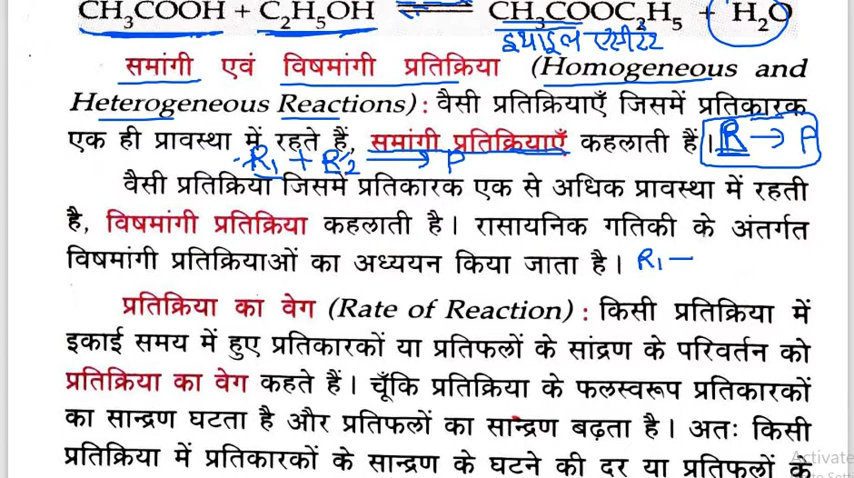 CH₃COOH + C₂H₅OH ⇌ CH₃COOC₂H₅ + H₂O
इथाइल एसीटेट
समांगी एवं विषमांगी प्रतिक्रिया (Homogeneous and
Heterogeneous Reactions) : वैसी प्रतिक्रियाएँ जिसमें प्रतिकारक
एक ही प्रावस्था में रहते हैं, समांगी प्रतिक्रियाएँ कहलाती हैं। R → P
R₁ + R₂ → P
वैसी प्रतिक्रिया जिसमें प्रतिकारक एक से अधिक प्रावस्था में रहती
है, विषमांगी प्रतिक्रिया कहलाती है। रासायनिक गतिकी के अंतर्गत
विषमांगी प्रतिक्रियाओं का अध्ययन किया जाता है। R₁ –
प्रतिक्रिया का वेग (Rate of Reaction) : किसी प्रतिक्रिया में
इकाई समय में हुए प्रतिकारकों या प्रतिफलों के सांद्रण के परिवर्तन को
प्रतिक्रिया का वेग कहते हैं। चूँकि प्रतिक्रिया के फलस्वरूप प्रतिकारकों
का सान्द्रण घटता है और प्रतिफलों का सान्द्रण बढ़ता है। अतः किसी
प्रतिक्रिया में प्रतिकारकों के सान्द्रण के घटने की दर या प्रतिफलों के
Activate